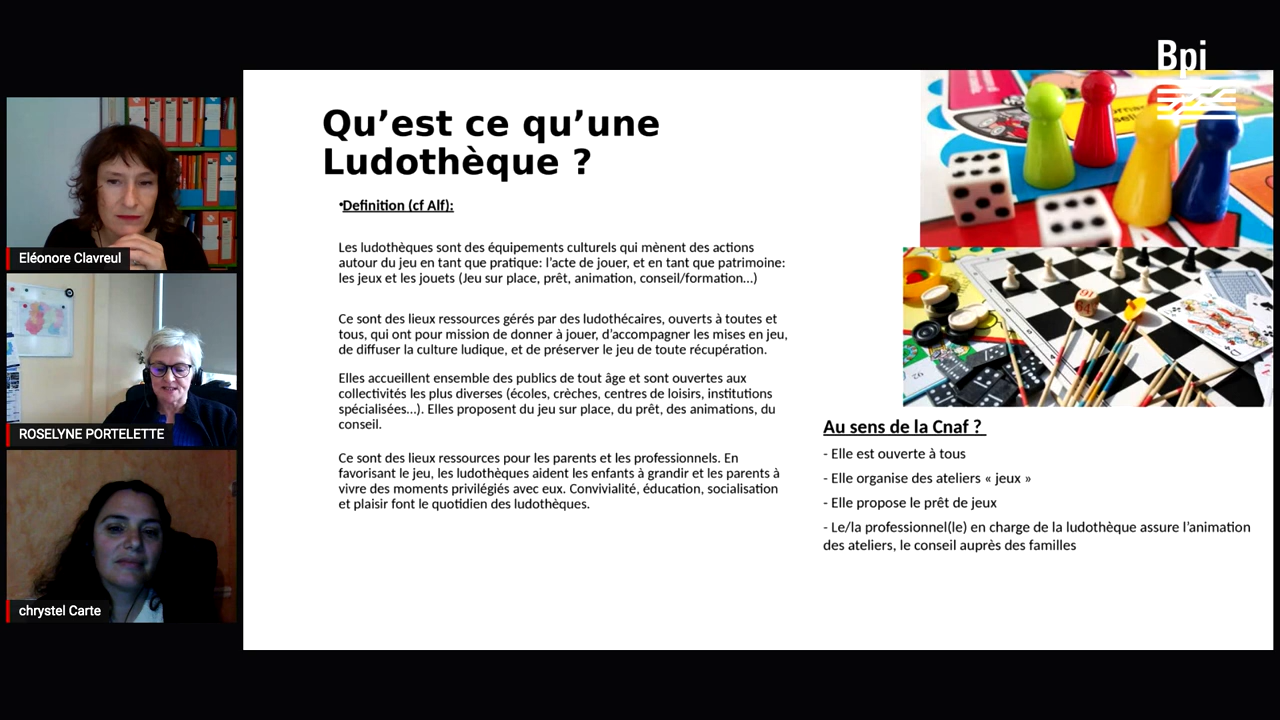 Bpi
Qu’est ce qu’une
Ludothèque ?
•Definition (cf Alf):
Les ludothèques sont des équipements culturels qui mènent des actions
autour du jeu en tant que pratique: l’acte de jouer, et en tant que patrimoine:
les jeux et les jouets (Jeu sur place, prêt, animation, conseil/formation…)
Ce sont des lieux ressources gérés par des ludothécaires, ouverts à toutes et
tous, qui ont pour mission de donner à jouer, d’accompagner les mises en jeu,
de diffuser la culture ludique, et de préserver le jeu de toute récupération.
Elles accueillent ensemble des publics de tout âge et sont ouvertes aux
collectivités les plus diverses (écoles, crèches, centres de loisirs, institutions
spécialisées…). Elles proposent du jeu sur place, du prêt, des animations, du
conseil.
Ce sont des lieux ressources pour les parents et les professionnels. En
favorisant le jeu, les ludothèques aident les enfants à grandir et les parents à
vivre des moments privilégiés avec eux. Convivialité, éducation, socialisation
et plaisir font le quotidien des ludothèques.
Au sens de la Cnaf ?
- Elle est ouverte à tous
- Elle organise des ateliers « jeux »
- Elle propose le prêt de jeux
- Le/la professionnel(le) en charge de la ludothèque assure l’animation
des ateliers, le conseil auprès des familles
Eléonore Clavreul
ROSELYNE PORTELETTE
chrystel Carte